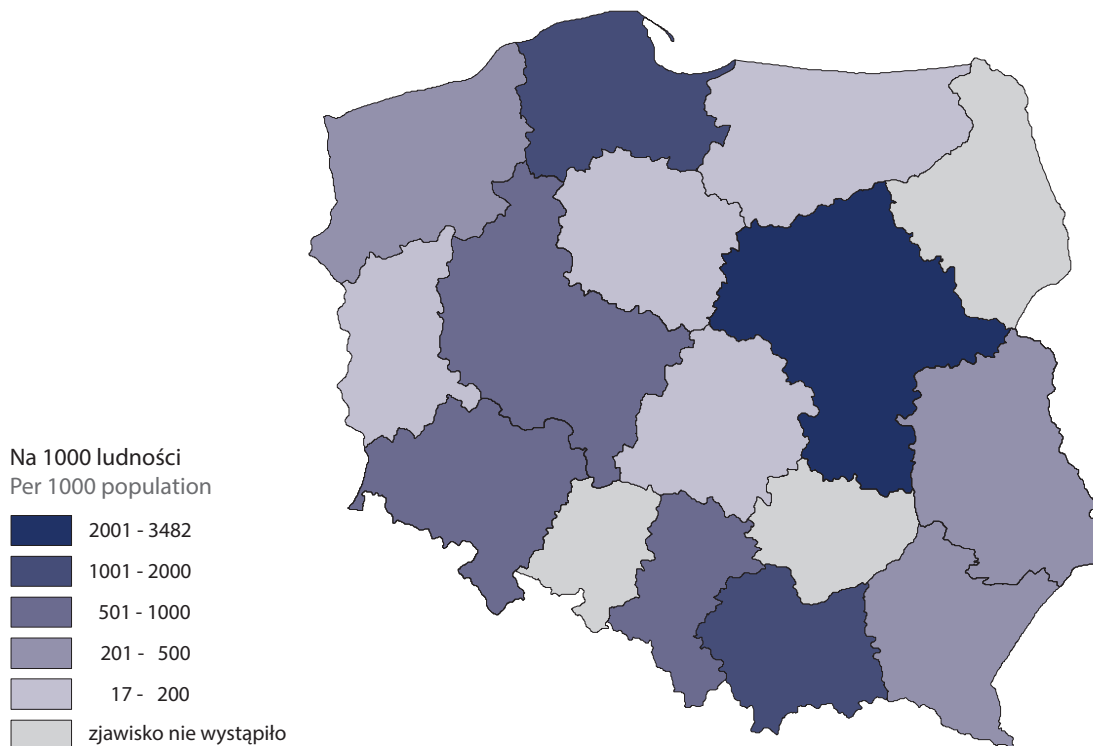 Na 1000 ludności
Per 1000 population
2001 - 3482
1001 - 2000
501 - 1000
201 - 500
17 - 200
zjawisko nie wystąpiło